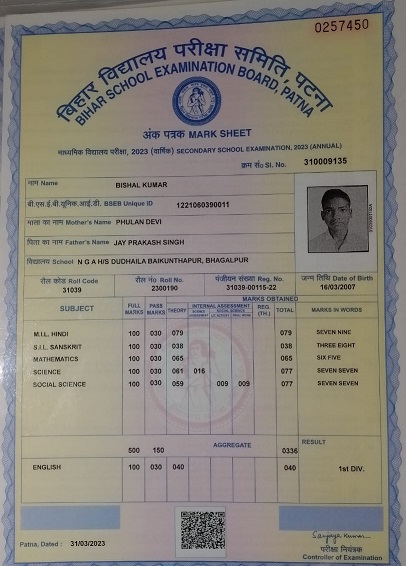 0257450
बिहार विद्यालय परीक्षा समिति, पटना
BIHAR SCHOOL EXAMINATION BOARD, PATNA
अंक पत्रक MARK SHEET
माध्यमिक विद्यालय परीक्षा, 2023 (वार्षिक) SECONDARY SCHOOL EXAMINATION, 2023 (ANNUAL)
क्रम सं० Sl. No. 310009135
नाम Name BISHAL KUMAR
बी.एस.ई.बी.यूनिक.आई.डी. BSEB Unique ID 1221060390011
माता का नाम Mother's Name PHULAN DEVI
पिता का नाम Father's Name JAY PRAKASH SINGH
विद्यालय School N G A H/S DUDHAILA BAIKUNTHAPUR, BHAGALPUR
रौल कोड Roll Code रौल नं० Roll No. पंजीयन संख्या Reg. No. जन्म तिथि Date of Birth
31039 2300190 31039-00115-22 16/03/2007
MARKS OBTAINED
SUBJECT FULL MARKS PASS MARKS THEORY INTERNAL ASSESSMENT REG. (TH.) TOTAL MARKS IN WORDS
M.I.L. HINDI 100 030 079 079 SEVEN NINE
S.I.L. SANSKRIT 100 030 038 038 THREE EIGHT
MATHEMATICS 100 030 065 065 SIX FIVE
SCIENCE 100 030 061 016 077 SEVEN SEVEN
SOCIAL SCIENCE 100 030 059 009 009 077 SEVEN SEVEN
AGGREGATE RESULT
500 150 0336
ENGLISH 100 030 040 040 1st DIV.
Patna, Dated : 31/03/2023
परीक्षा नियंत्रक
Controller of Examination